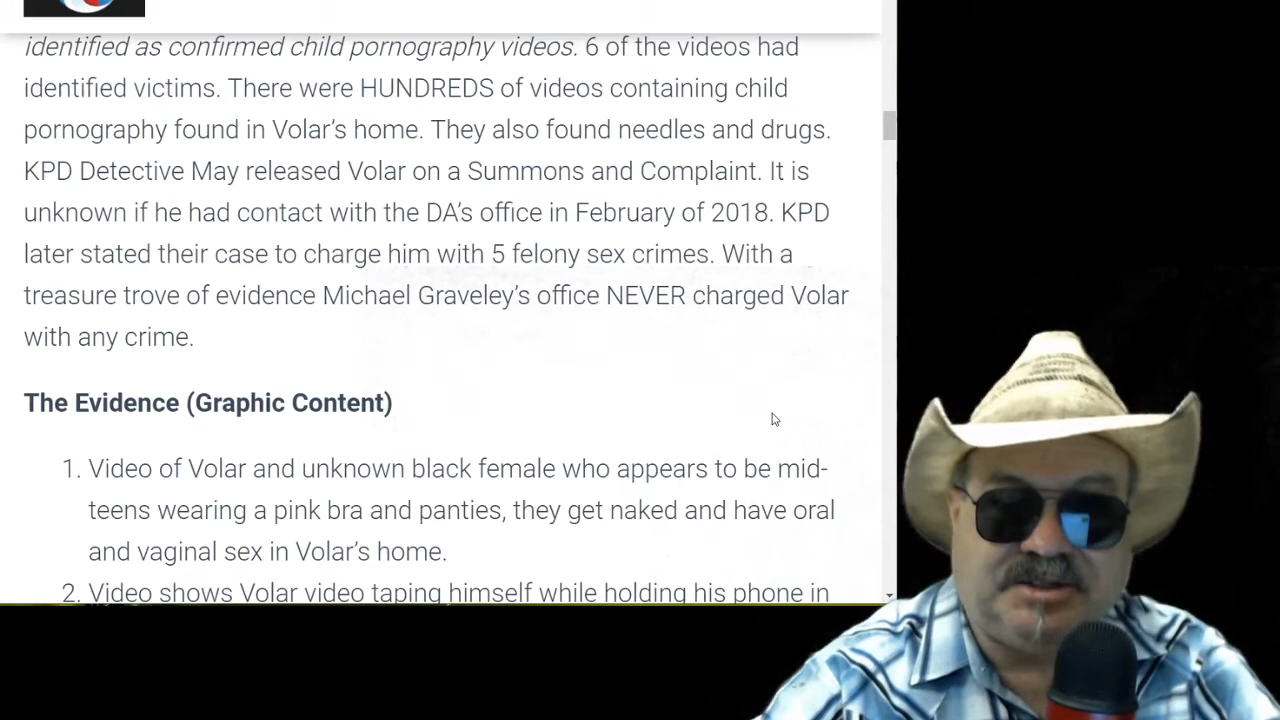 identified as confirmed child pornography videos. 6 of the videos had
identified victims. There were HUNDREDS of videos containing child
pornography found in Volar's home. They also found needles and drugs.
KPD Detective May released Volar on a Summons and Complaint. It is
unknown if he had contact with the DA's office in February of 2018. KPD
later stated their case to charge him with 5 felony sex crimes. With a
treasure trove of evidence Michael Graveley's office NEVER charged Volar
with any crime.
The Evidence (Graphic Content)
1. Video of Volar and unknown black female who appears to be mid-
teens wearing a pink bra and panties, they get naked and have oral
and vaginal sex in Volar's home.
2. Video shows Volar video taping himself while holding his phone in